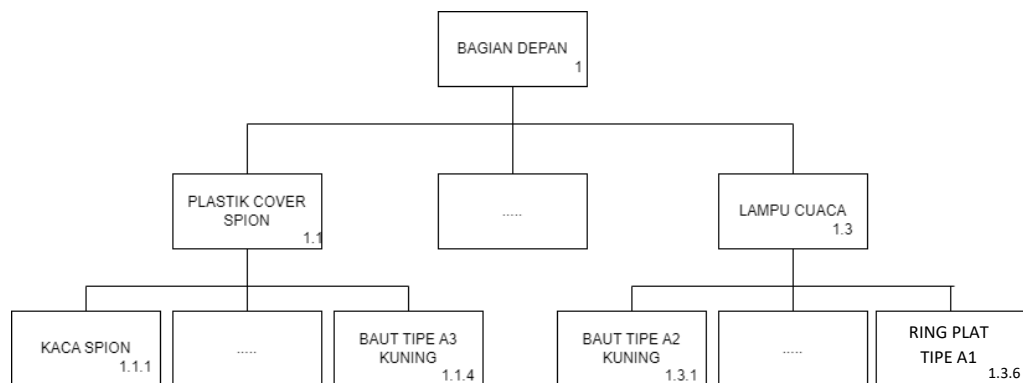 BAGIAN DEPAN
1
PLASTIK COVER
SPION
1.1
.....
LAMPU CUACA
1.3
KACA SPION
1.1.1
.....
BAUT TIPE A3
KUNING
1.1.4
BAUT TIPE A2
KUNING
1.3.1
.....
RING PLAT
TIPE A1
1.3.6